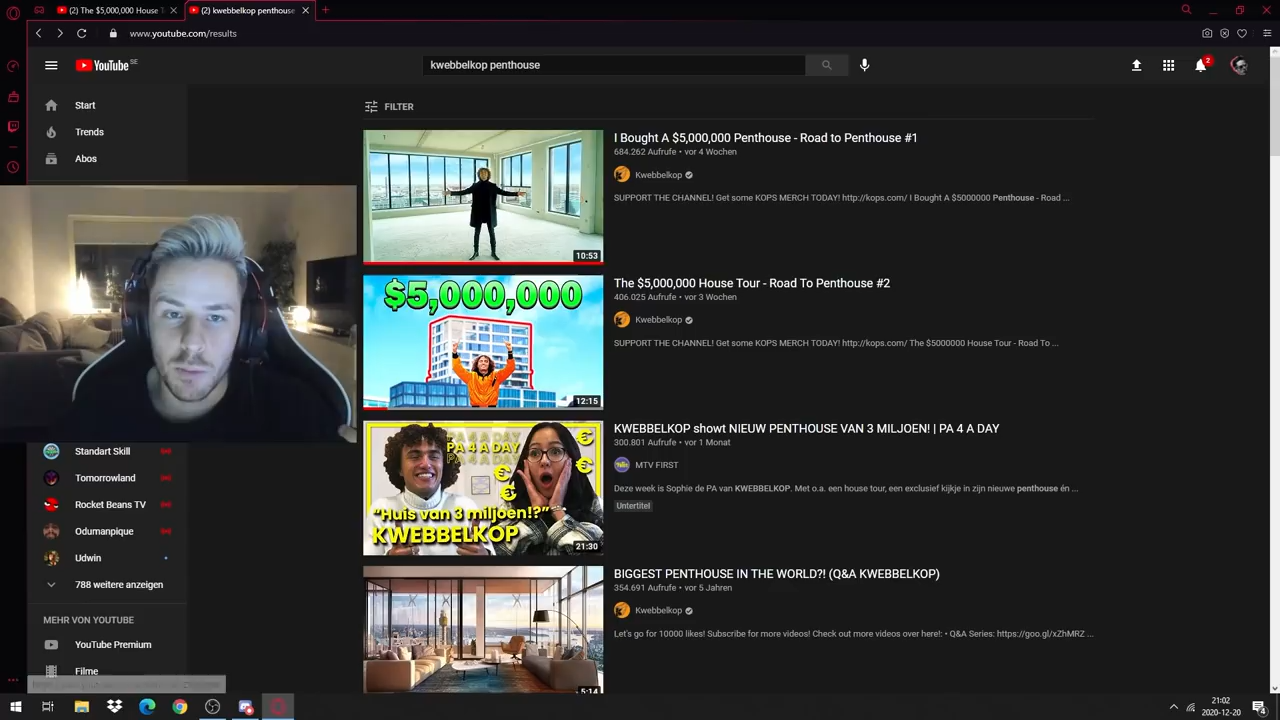 (2) The $5,000,000 House T
(2) kwebbelkop penthouse
www.youtube.com/results
YouTube SE
kwebbelkop penthouse
2
Start
Trends
Abos
FILTER
I Bought A $5,000,000 Penthouse - Road to Penthouse #1
684.262 Aufrufe • vor 4 Wochen
Kwebbelkop
SUPPORT THE CHANNEL! Get some KOPS MERCH TODAY! http://kops.com/ I Bought A $5000000 Penthouse - Road ...
10:53
$5,000,000
12:15
The $5,000,000 House Tour - Road To Penthouse #2
406.025 Aufrufe • vor 3 Wochen
Kwebbelkop
SUPPORT THE CHANNEL! Get some KOPS MERCH TODAY! http://kops.com/ The $5000000 House Tour - Road To ...
PA 4 A DAY
PA 4 A DAY
PA 4 A DAY
"Huis van 3 miljoen!?"
KWEBBELKOP
21:30
KWEBBELKOP showt NIEUW PENTHOUSE VAN 3 MILJOEN! | PA 4 A DAY
300.801 Aufrufe • vor 1 Monat
MTV FIRST
Deze week is Sophie de PA van KWEBBELKOP. Met o.a. een house tour, een exclusief kijkje in zijn nieuwe penthouse én ...
Untertitel
5:14
BIGGEST PENTHOUSE IN THE WORLD?! (Q&A KWEBBELKOP)
354.691 Aufrufe • vor 5 Jahren
Kwebbelkop
Let's go for 10000 likes! Subscribe for more videos! Check out more videos over here!: • Q&A Series: https://goo.gl/xZhMRZ ...
Standart Skill
Tomorrowland
Rocket Beans TV
Odumanpique
Udwin
788 weitere anzeigen
MEHR VON YOUTUBE
YouTube Premium
Filme
21:02
2020-12-20
4